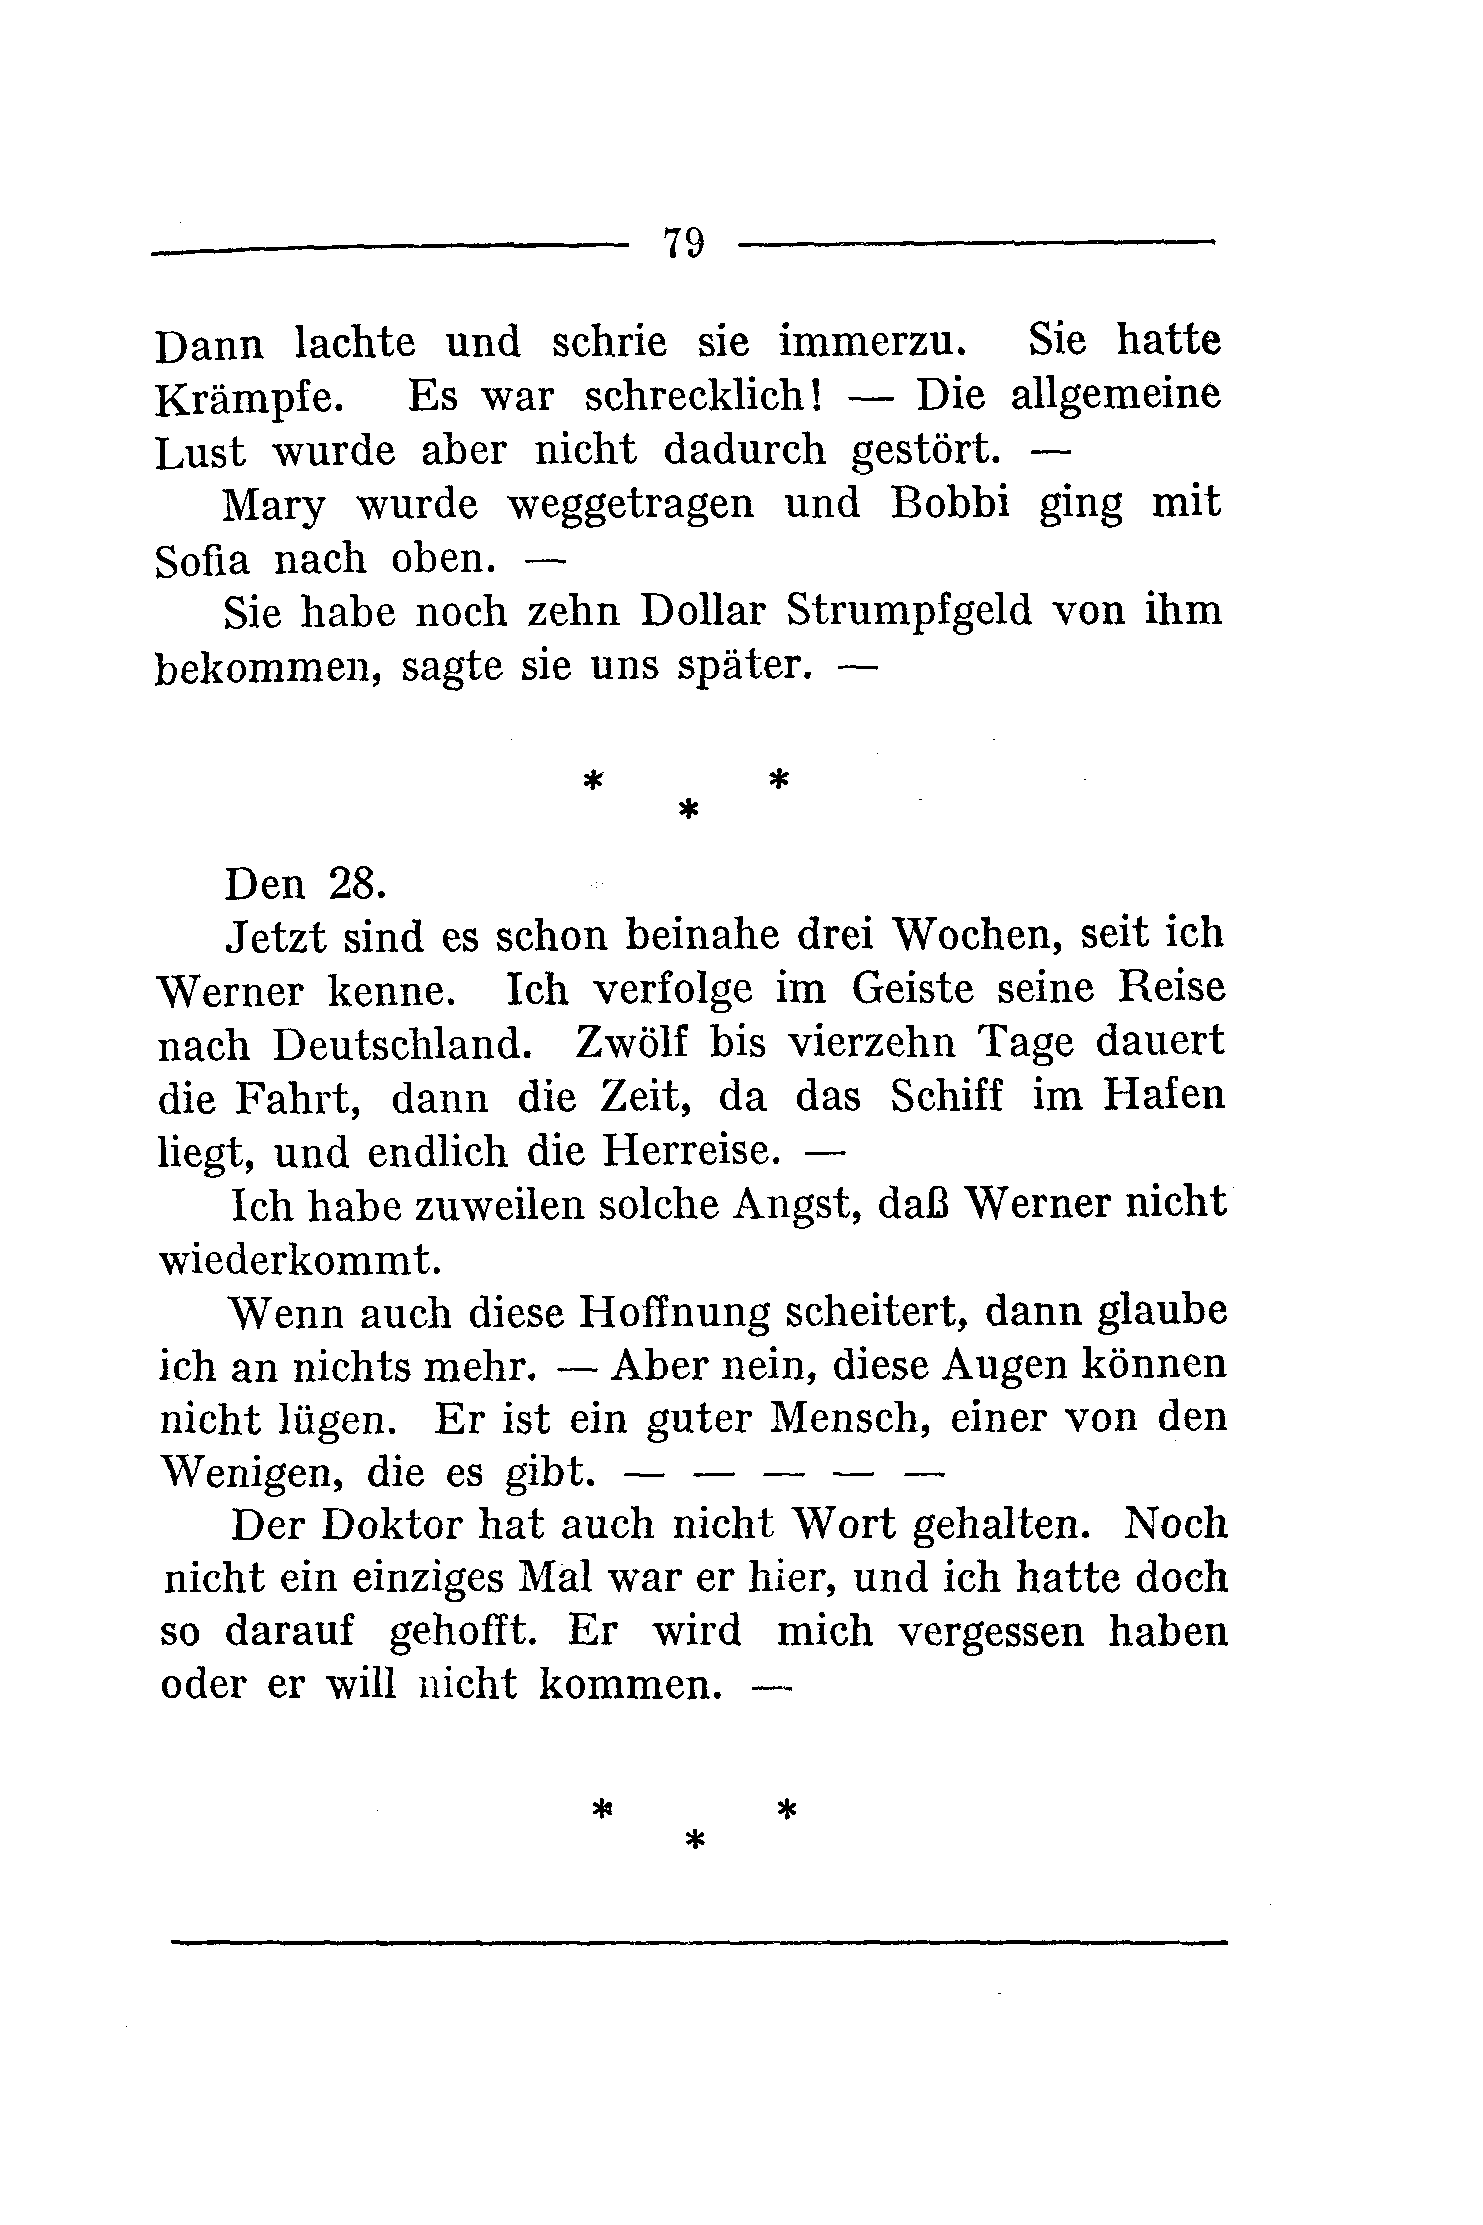 79
Dann lachte und schrie sie immerzu. Sie hatte
Krämpfe. Es war schrecklich! — Die allgemeine
Lust wurde aber nicht dadurch gestört. —
Mary wurde weggetragen und Bobbi ging mit
Sofia nach oben. —
Sie habe noch zehn Dollar Strumpfgeld von ihm
bekommen, sagte sie uns später. —
* *
*
Den 28.
Jetzt sind es schon beinahe drei Wochen, seit ich
Werner kenne. Ich verfolge im Geiste seine Reise
nach Deutschland. Zwölf bis vierzehn Tage dauert
die Fahrt, dann die Zeit, da das Schiff im Hafen
liegt, und endlich die Herreise. —
Ich habe zuweilen solche Angst, daß Werner nicht
wiederkommt.
Wenn auch diese Hoffnung scheitert, dann glaube
ich an nichts mehr. — Aber nein, diese Augen können
nicht lügen. Er ist ein guter Mensch, einer von den
Wenigen, die es gibt. — — — — —
Der Doktor hat auch nicht Wort gehalten. Noch
nicht ein einziges Mal war er hier, und ich hatte doch
so darauf gehofft. Er wird mich vergessen haben
oder er will nicht kommen. —
* *
*